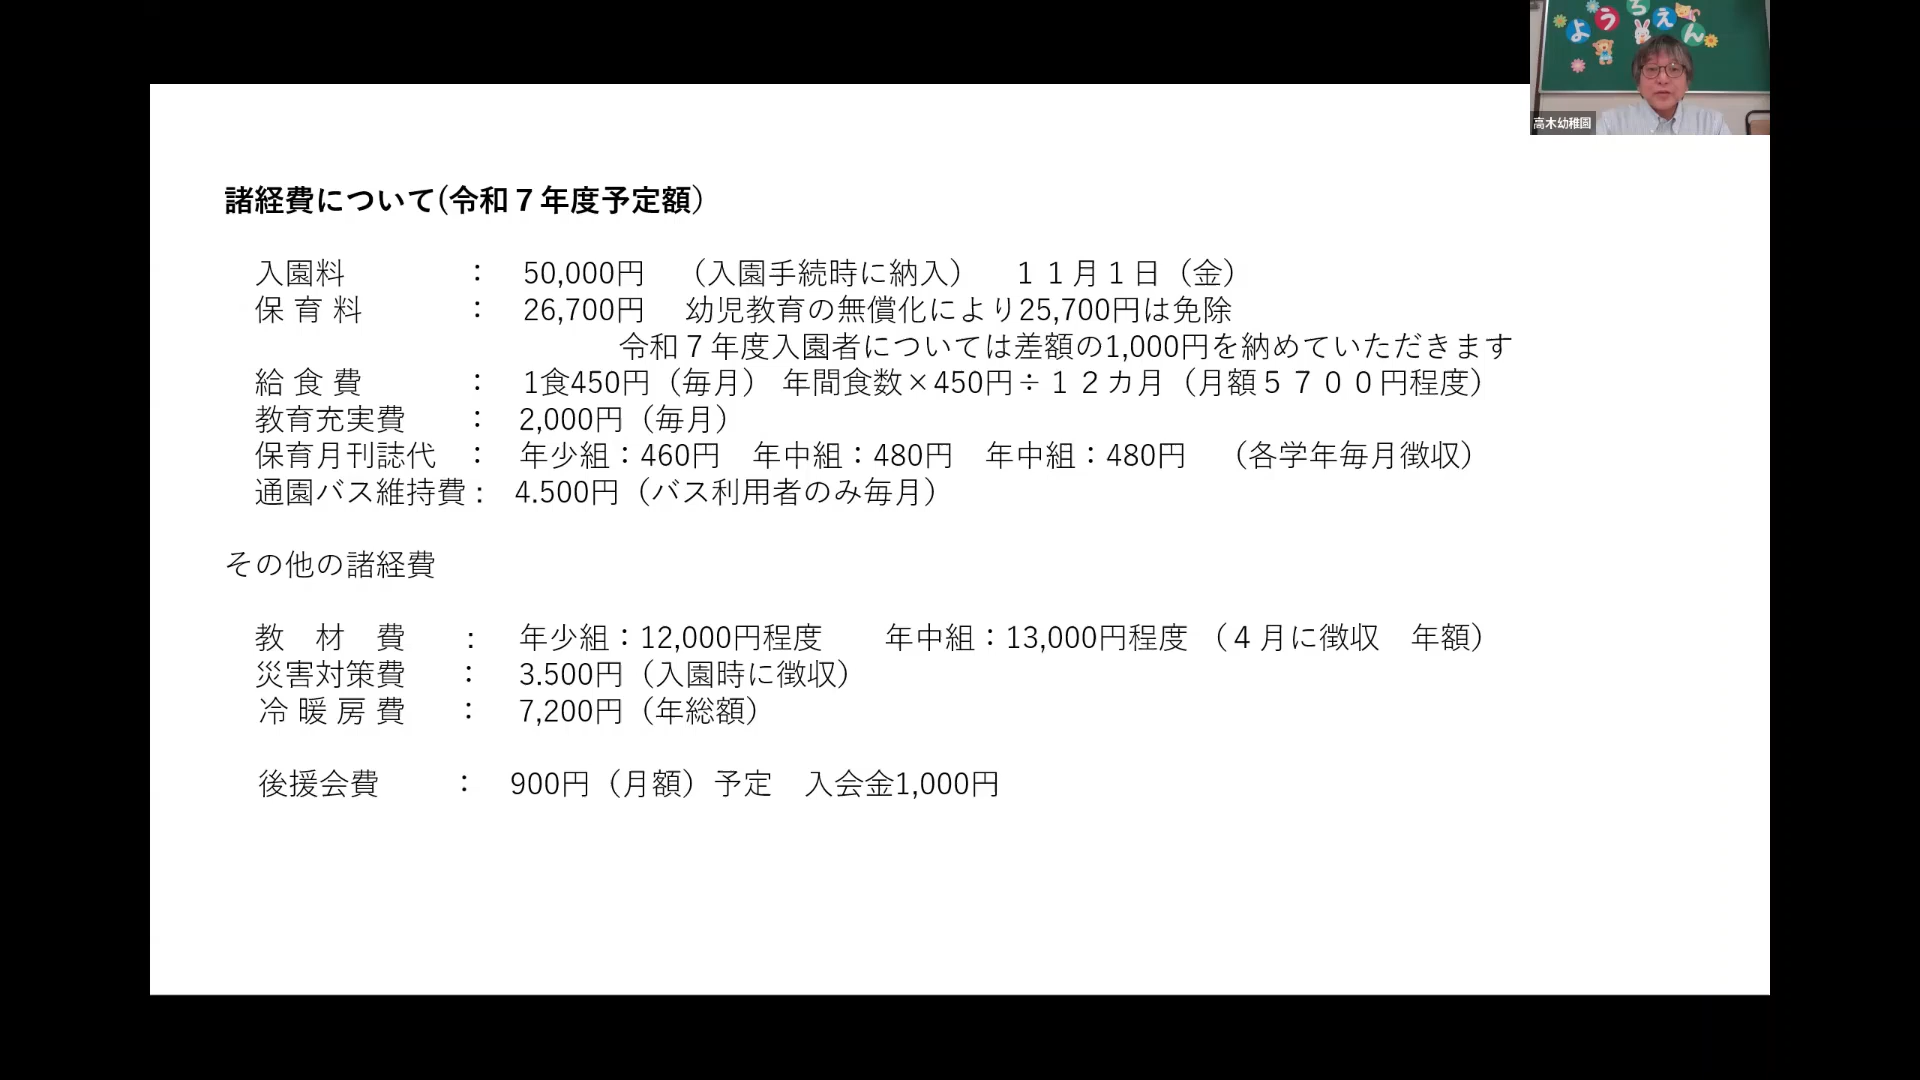 ようちえん
高木幼稚園
諸経費について(令和７年度予定額)
入園料 ： 50,000円 （入園手続時に納入） １１月１日（金）
保 育 料 ： 26,700円 幼児教育の無償化により25,700円は免除
令和７年度入園者については差額の1,000円を納めていただきます
給 食 費 ： 1食450円（毎月） 年間食数×450円÷１２カ月（月額５７００円程度）
教育充実費 ： 2,000円（毎月）
保育月刊誌代 ： 年少組：460円 年中組：480円 年中組：480円 （各学年毎月徴収）
通園バス維持費 : 4.500円（バス利用者のみ毎月）
その他の諸経費
教 材 費 : 年少組：12,000円程度 年中組：13,000円程度 （４月に徴収 年額）
災害対策費 ： 3.500円（入園時に徴収）
冷 暖 房 費 ： 7,200円（年総額）
後援会費 ： 900円（月額）予定 入会金1,000円